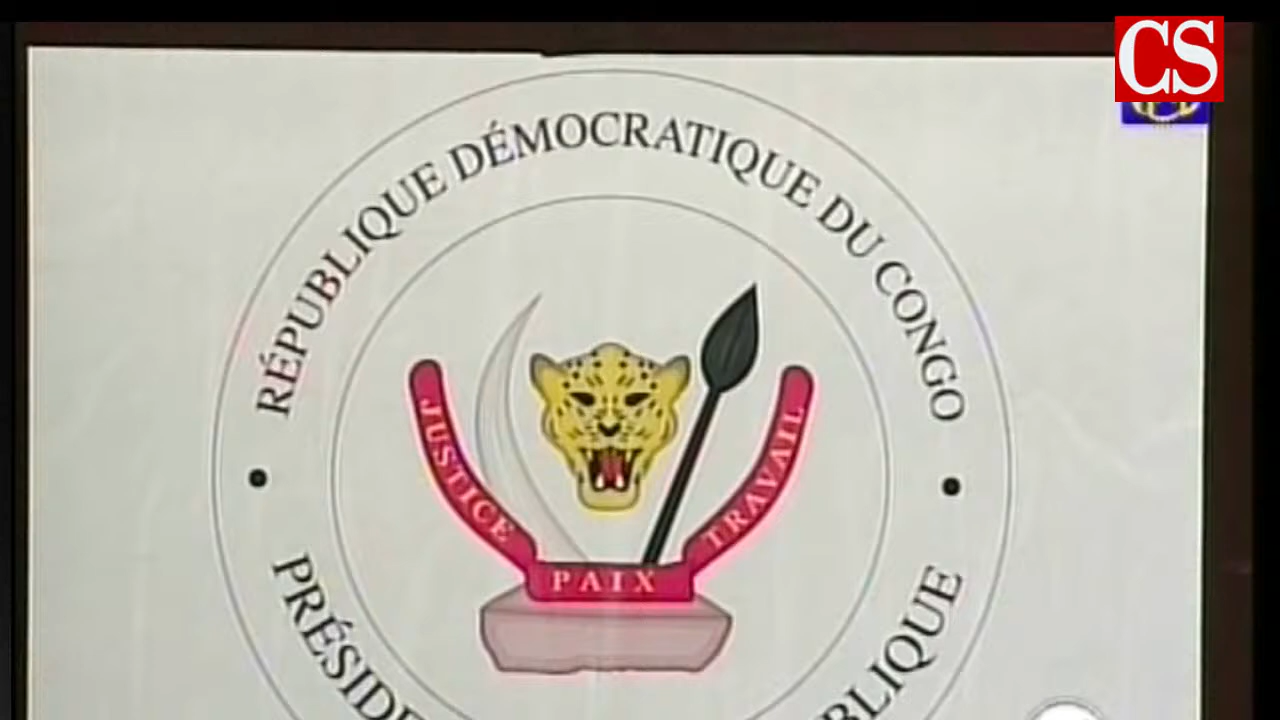 CS
RÉPUBLIQUE DÉMOCRATIQUE DU CONGO
JUSTICE
PAIX
TRAVAIL